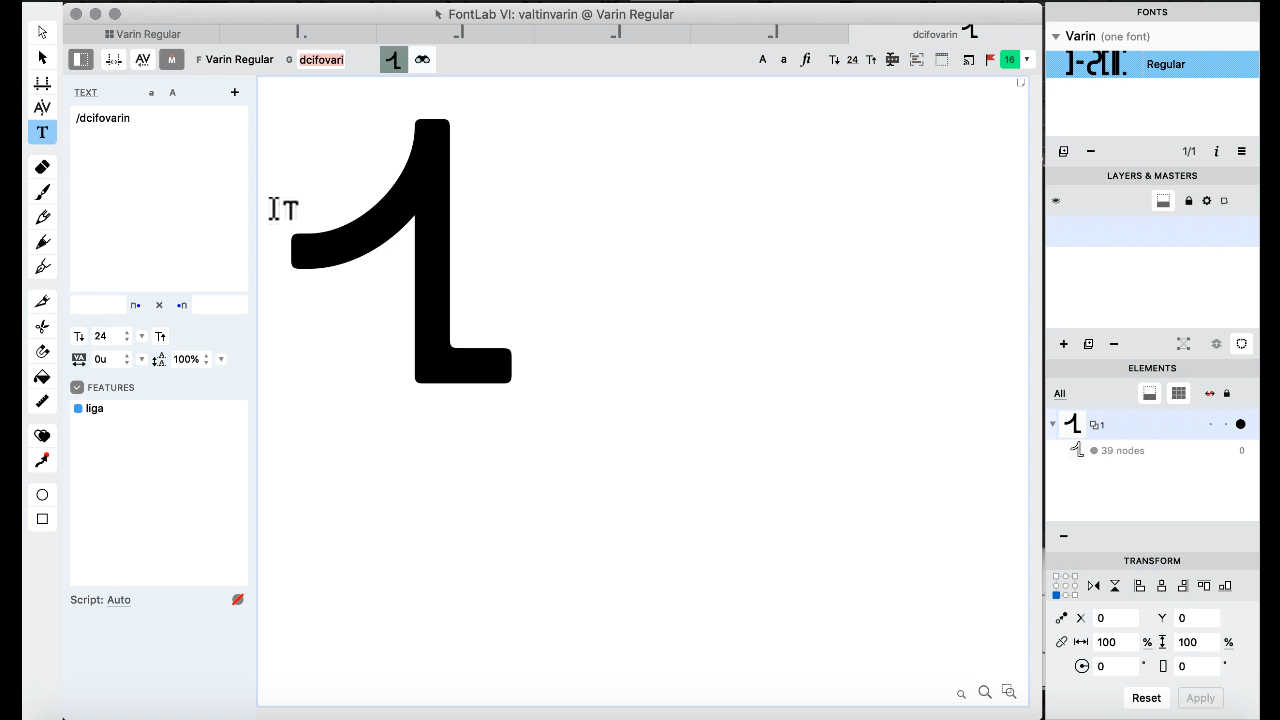 FontLab VI: valtinvarin @ Varin Regular
Varin Regular
dcifovarin
M
F Varin Regular G dcifovari
A a fi 24 16
TEXT a A +
/dcifovarin
T
n• × •n
24
0u 100%
FEATURES
liga
Script: Auto
FONTS
Varin (one font)
Regular
1/1
LAYERS & MASTERS
ELEMENTS
All
1
39 nodes 0
TRANSFORM
X 0 Y 0
100 % 100 %
0 ° 0 °
Reset Apply